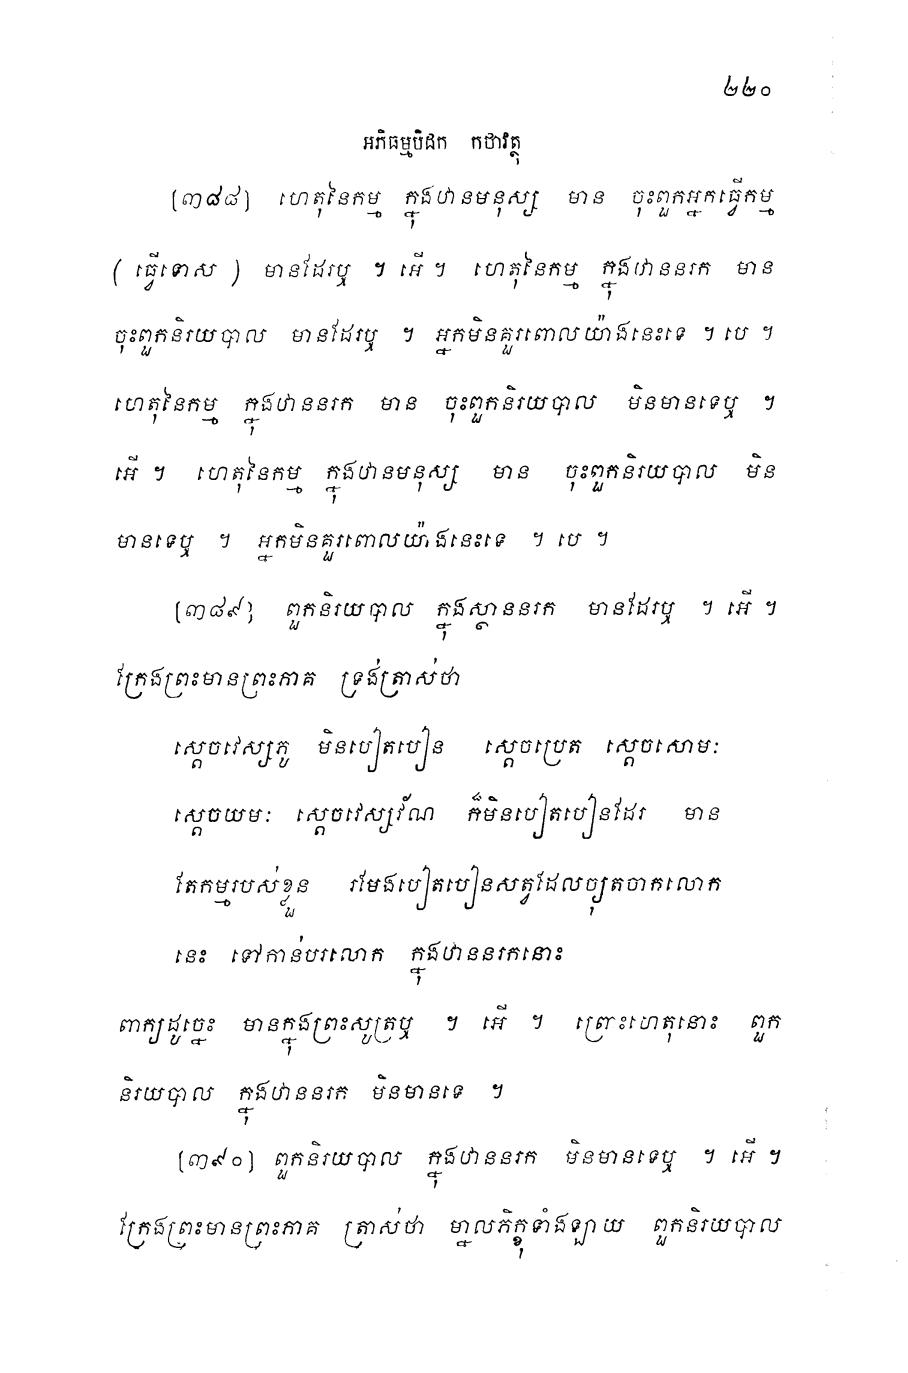 ២២០
អភិធម្មបិដក កថាវត្ថុ
[៣៨៨] ហេតុនៃកម្ម ក្នុងឋានមនុស្ស មាន ចុះពួកអ្នកធ្វើកម្ម
( ធ្វើទោស ) មានដែរឬ ។ អើ ។ ហេតុនៃកម្ម ក្នុងឋាននរក មាន
ចុះពួកនិរយបាល មានដែរឬ ។ អ្នកមិនគួរពោលយ៉ាងនេះទេ ។ បេ ។
ហេតុនៃកម្ម ក្នុងឋាននរក មាន ចុះពួកនិរយបាល មិនមានទេឬ ។
អើ ។ ហេតុនៃកម្ម ក្នុងឋានមនុស្ស មាន ចុះពួកនិរយបាល មិន
មានទេឬ ។ អ្នកមិនគួរពោលយ៉ាងនេះទេ ។ បេ ។
[៣៨៩] ពួកនិរយបាល ក្នុងស្ថាននរក មានដែរឬ ។ អើ ។
ក្រែងព្រះមានព្រះភាគ ទ្រង់ត្រាស់ថា
ស្តេចវេស្សភូ មិនបៀតបៀន ស្តេចប្រេត ស្តេចសោមៈ
ស្តេចយមៈ ស្តេចវេស្សវ័ណ ក៏មិនបៀតបៀនដែរ មាន
តែកម្មរបស់ខ្លួន រមែងបៀតបៀនសត្វដែលច្យុតចាកលោក
នេះ ទៅកាន់បរលោក ក្នុងឋាននរកនោះ
ពាក្យដូច្នេះ មានក្នុងព្រះសូត្រឬ ។ អើ ។ ព្រោះហេតុនោះ ពួក
និរយបាល ក្នុងឋាននរក មិនមានទេ ។
[៣៩០] ពួកនិរយបាល ក្នុងឋាននរក មិនមានទេឬ ។ អើ ។
ក្រែងព្រះមានព្រះភាគ ត្រាស់ថា ម្នាលភិក្ខុទាំងឡាយ ពួកនិរយបាល